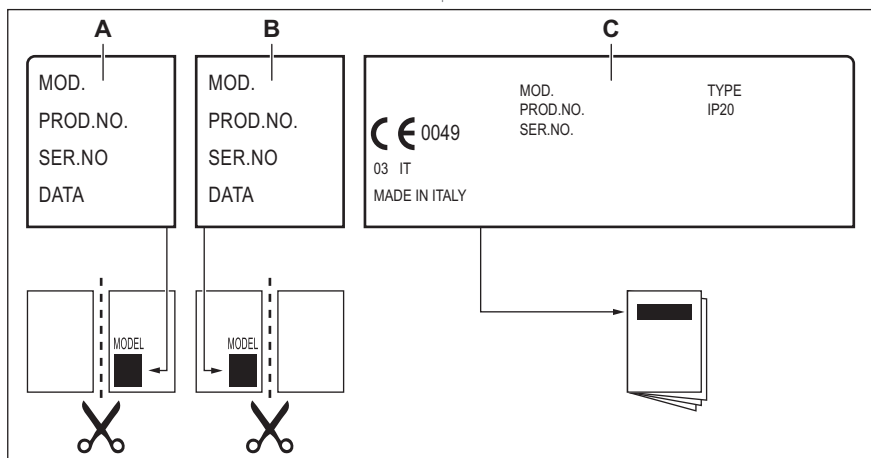 A
B
C
MOD.
PROD.NO.
SER.NO
DATA
MOD.
PROD.NO.
SER.NO
DATA
MOD.
PROD.NO.
SER.NO.
TYPE
IP20
CE 0049
03 IT
MADE IN ITALY
MODEL
MODEL